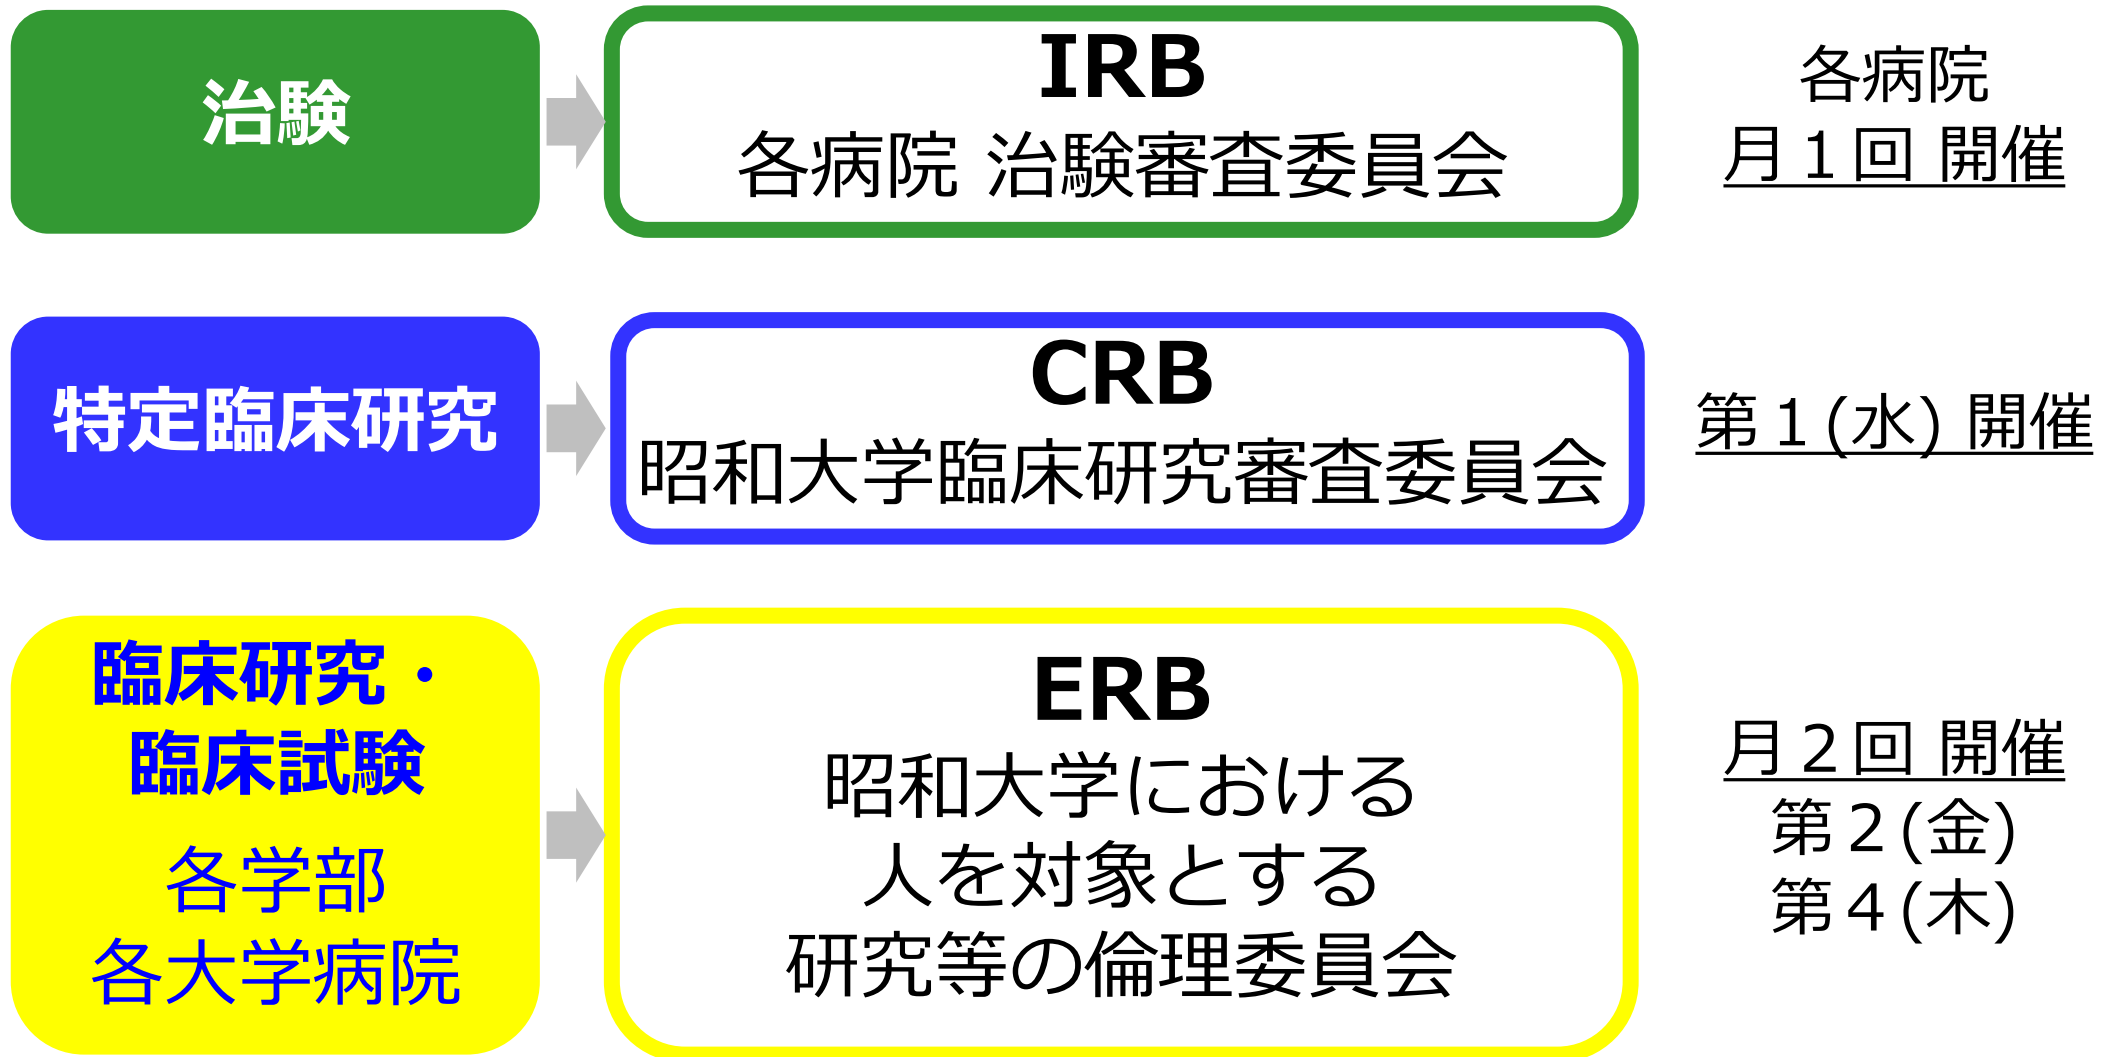 治験
IRB
各病院 治験審査委員会
各病院
月１回 開催
特定臨床研究
CRB
昭和大学臨床研究審査委員会
第１(水) 開催
臨床研究・
臨床試験
各学部
各大学病院
ERB
昭和大学における
人を対象とする
研究等の倫理委員会
月２回 開催
第２(金)
第４(木)